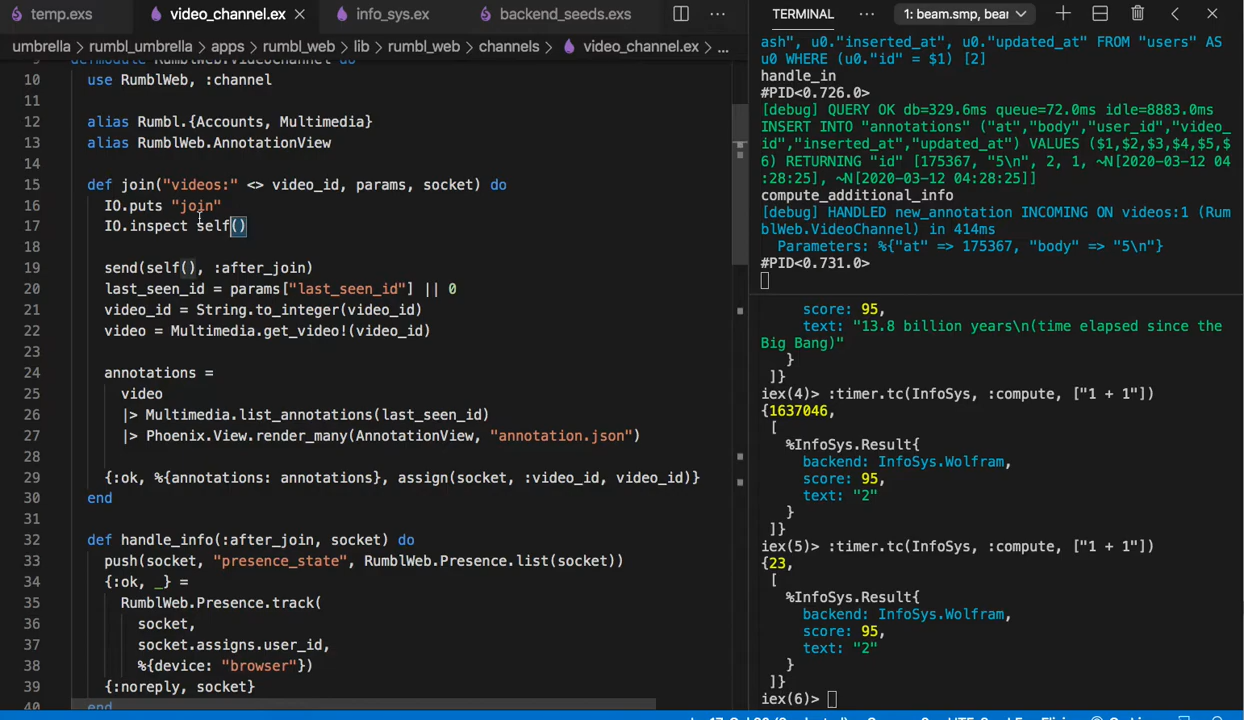 temp.exs video_channel.ex info_sys.ex backend_seeds.exs
umbrella > rumbl_umbrella > apps > rumbl_web > lib > rumbl_web > channels > video_channel.ex > ...
9 defmodule RumblWeb.VideoChannel do
10 use RumblWeb, :channel
11
12 alias Rumbl.{Accounts, Multimedia}
13 alias RumblWeb.AnnotationView
14
15 def join("videos:" <> video_id, params, socket) do
16 IO.puts "join"
17 IO.inspect self()
18
19 send(self(), :after_join)
20 last_seen_id = params["last_seen_id"] || 0
21 video_id = String.to_integer(video_id)
22 video = Multimedia.get_video!(video_id)
23
24 annotations =
25 video
26 |> Multimedia.list_annotations(last_seen_id)
27 |> Phoenix.View.render_many(AnnotationView, "annotation.json")
28
29 {:ok, %{annotations: annotations}, assign(socket, :video_id, video_id)}
30 end
31
32 def handle_info(:after_join, socket) do
33 push(socket, "presence_state", RumblWeb.Presence.list(socket))
34 {:ok, _} =
35 RumblWeb.Presence.track(
36 socket,
37 socket.assigns.user_id,
38 %{device: "browser"})
39 {:noreply, socket}
40 end
TERMINAL ... 1: beam.smp, bear
ash", u0."inserted_at", u0."updated_at" FROM "users" AS
u0 WHERE (u0."id" = $1) [2]
handle_in
#PID<0.726.0>
[debug] QUERY OK db=329.6ms queue=72.0ms idle=8883.0ms
INSERT INTO "annotations" ("at","body","user_id","video_
id","inserted_at","updated_at") VALUES ($1,$2,$3,$4,$5,$
6) RETURNING "id" [175367, "5\n", 2, 1, ~N[2020-03-12 04
:28:25], ~N[2020-03-12 04:28:25]]
compute_additional_info
[debug] HANDLED new_annotation INCOMING ON videos:1 (Rum
blWeb.VideoChannel) in 414ms
Parameters: %{"at" => 175367, "body" => "5\n"}
#PID<0.731.0>
score: 95,
text: "13.8 billion years\n(time elapsed since the
Big Bang)"
}
]}
iex(4)> :timer.tc(InfoSys, :compute, ["1 + 1"])
{1637046,
[
%InfoSys.Result{
backend: InfoSys.Wolfram,
score: 95,
text: "2"
}
]}
iex(5)> :timer.tc(InfoSys, :compute, ["1 + 1"])
{23,
[
%InfoSys.Result{
backend: InfoSys.Wolfram,
score: 95,
text: "2"
}
]}
iex(6)>